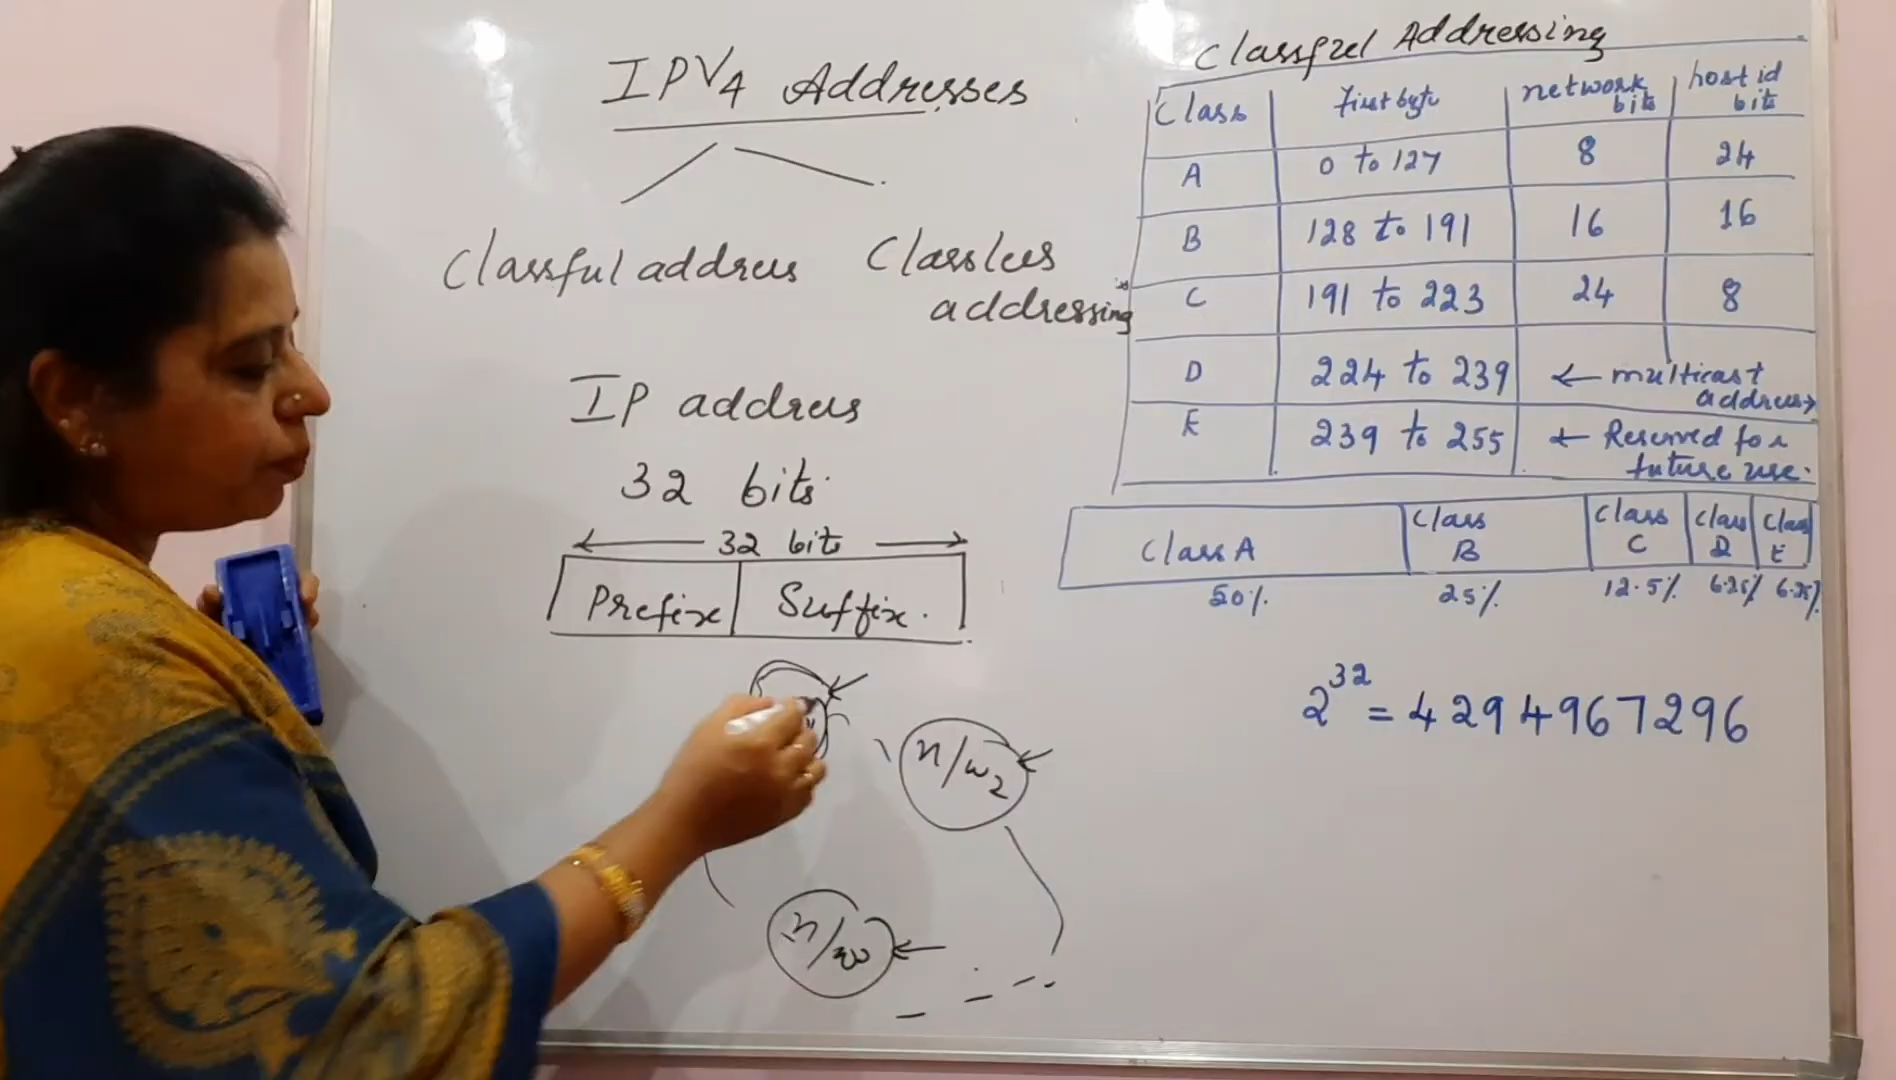 IPV4 Addresses
Classful address
Classless
addressing
IP address
32 bits
32 bit
Prefix Suffix.
n/w2
n/w
Classful Addressing
Class First byte network bits host id bits
A 0 to 127 8 24
B 128 to 191 16 16
C 191 to 223 24 8
D 224 to 239 ← multicast
address
E 239 to 255 ← Reserved for
future use.
Class A Class B Class C Class D Class E
50% 25% 12.5% 6.25% 6.25%
2^32 = 4294967296